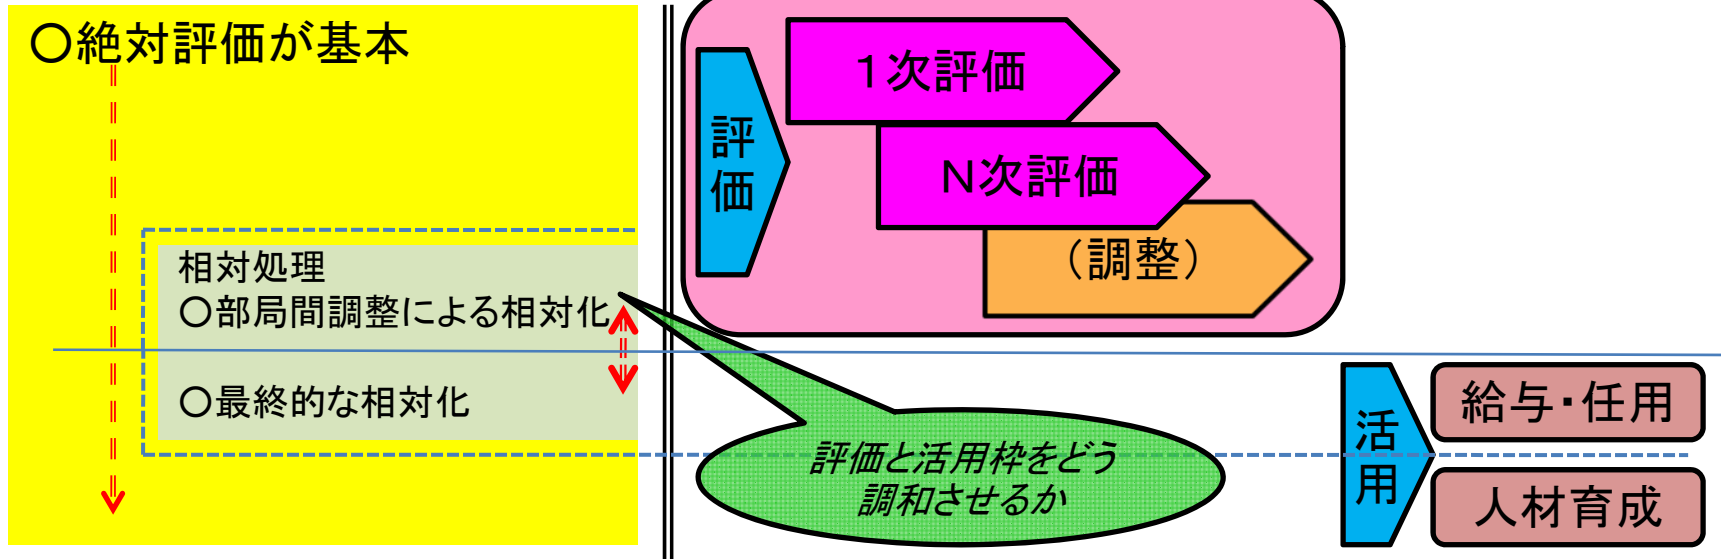 〇絶対評価が基本
相対処理
〇部局間調整による相対化
〇最終的な相対化
評価
１次評価
Ｎ次評価
（調整）
評価と活用枠をどう
調和させるか
活用
給与・任用
人材育成